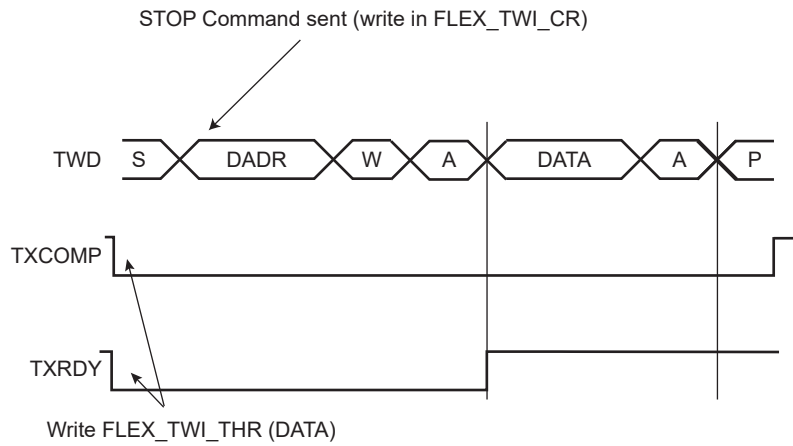 STOP Command sent (write in FLEX_TWI_CR)
TWD S DADR W A DATA A P
TXCOMP
TXRDY
Write FLEX_TWI_THR (DATA)